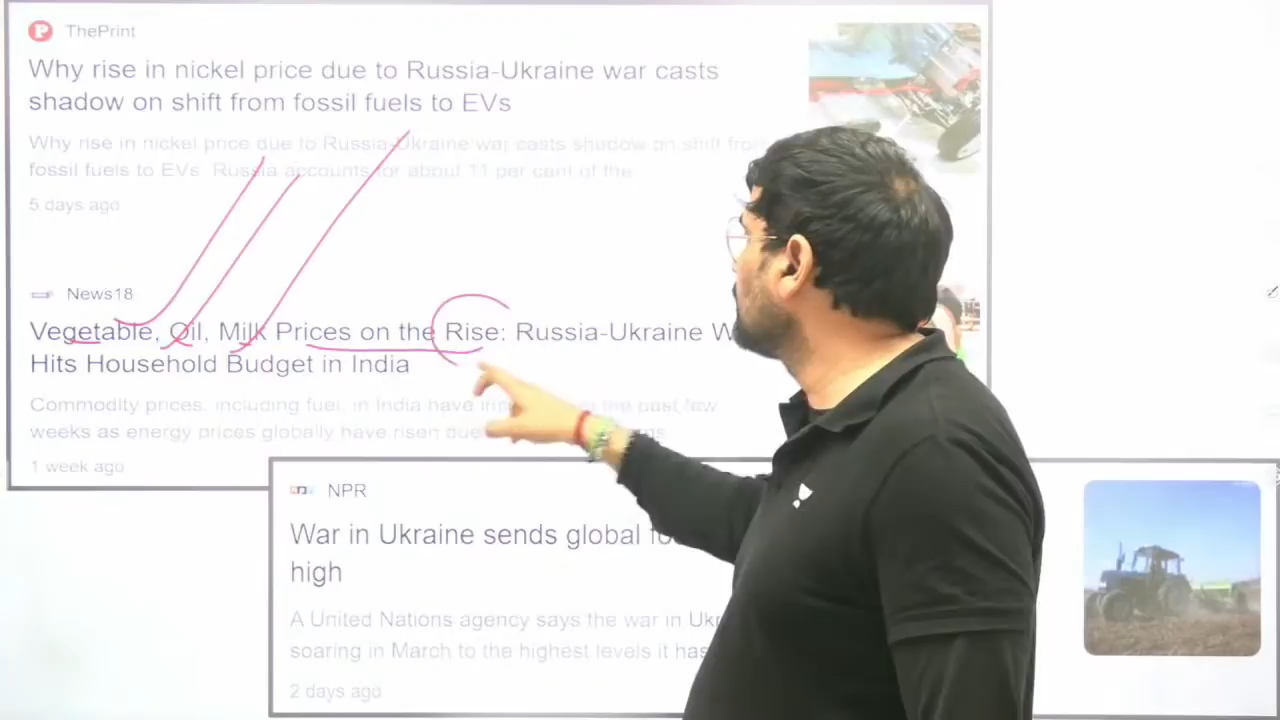 ThePrint
Why rise in nickel price due to Russia-Ukraine war casts
shadow on shift from fossil fuels to EVs
Why rise in nickel price due to Russia-Ukraine war casts shadow on shift from
fossil fuels to EVs. Russia accounts for about 11 per cent of the
5 days ago
News18
Vegetable, Oil, Milk Prices on the Rise: Russia-Ukraine W
Hits Household Budget in India
Commodity prices, including fuel, in India have the past few
weeks as energy prices globally have risen due
1 week ago
NPR
War in Ukraine sends global
high
A United Nations agency says the war in Ukr
soaring in March to the highest levels it has
2 days ago